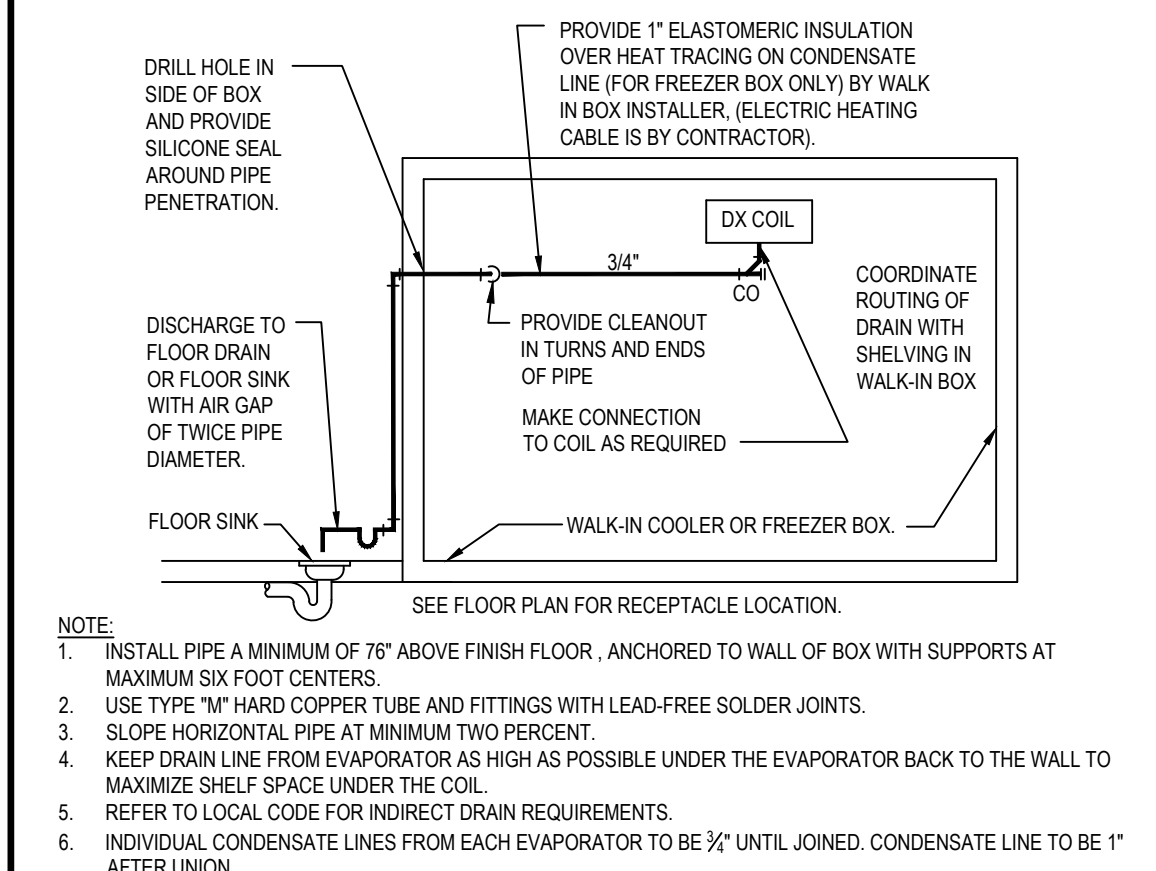 PROVIDE 1" ELASTOMERIC INSULATION
OVER HEAT TRACING ON CONDENSATE
LINE (FOR FREEZER BOX ONLY) BY WALK
IN BOX INSTALLER, (ELECTRIC HEATING
CABLE IS BY CONTRACTOR).
DRILL HOLE IN
SIDE OF BOX
AND PROVIDE
SILICONE SEAL
AROUND PIPE
PENETRATION.
DX COIL
3/4"
CO
COORDINATE
ROUTING OF
DRAIN WITH
SHELVING IN
WALK-IN BOX
PROVIDE CLEANOUT
IN TURNS AND ENDS
OF PIPE
DISCHARGE TO
FLOOR DRAIN
OR FLOOR SINK
WITH AIR GAP
OF TWICE PIPE
DIAMETER.
MAKE CONNECTION
TO COIL AS REQUIRED
FLOOR SINK
WALK-IN COOLER OR FREEZER BOX.
SEE FLOOR PLAN FOR RECEPTACLE LOCATION.
NOTE:
1. INSTALL PIPE A MINIMUM OF 76" ABOVE FINISH FLOOR , ANCHORED TO WALL OF BOX WITH SUPPORTS AT
MAXIMUM SIX FOOT CENTERS.
2. USE TYPE "M" HARD COPPER TUBE AND FITTINGS WITH LEAD-FREE SOLDER JOINTS.
3. SLOPE HORIZONTAL PIPE AT MINIMUM TWO PERCENT.
4. KEEP DRAIN LINE FROM EVAPORATOR AS HIGH AS POSSIBLE UNDER THE EVAPORATOR BACK TO THE WALL TO
MAXIMIZE SHELF SPACE UNDER THE COIL.
5. REFER TO LOCAL CODE FOR INDIRECT DRAIN REQUIREMENTS.
6. INDIVIDUAL CONDENSATE LINES FROM EACH EVAPORATOR TO BE ¾" UNTIL JOINED. CONDENSATE LINE TO BE 1"
AFTER UNION